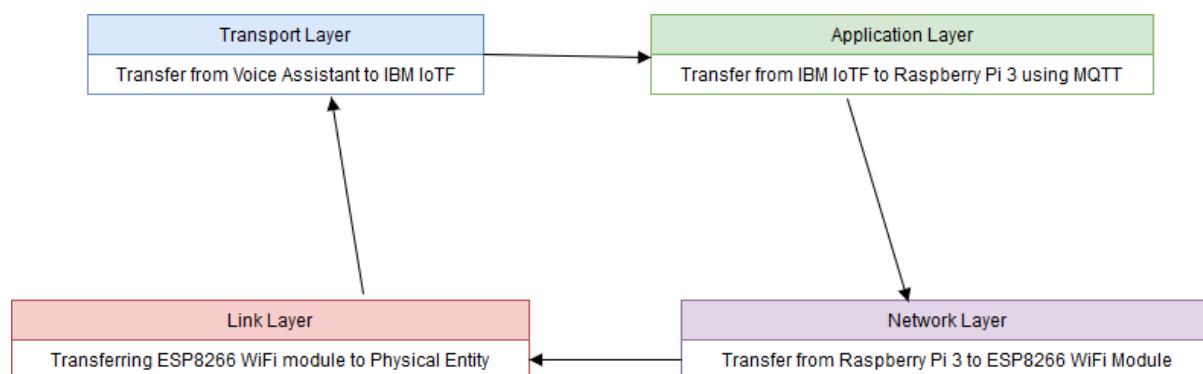 Transport Layer
Transfer from Voice Assistant to IBM IoTF
Application Layer
Transfer from IBM IoTF to Raspberry Pi 3 using MQTT
Link Layer
Transferring ESP8266 WiFi module to Physical Entity
Network Layer
Transfer from Raspberry Pi 3 to ESP8266 WiFi Module